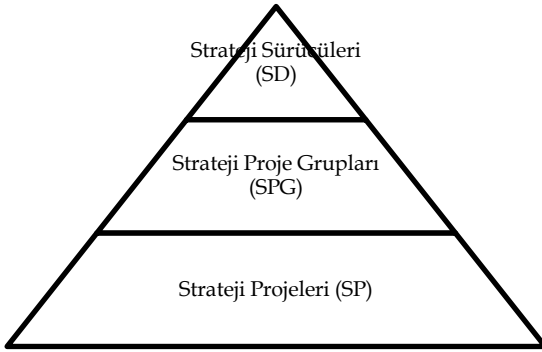 Strateji Sürücüleri
(SD)
Strateji Proje Grupları
(SPG)
Strateji Projeleri (SP)